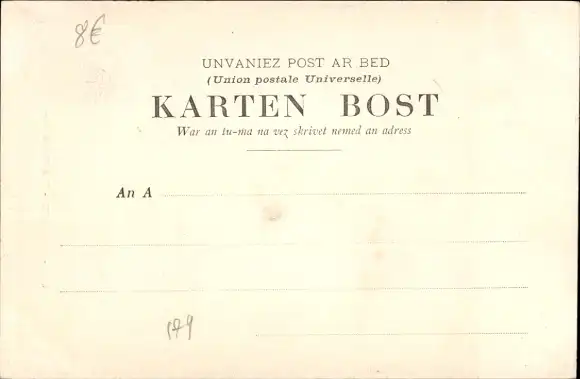 8€
UNVANIEZ POST AR BED
(Union postale Universelle)
KARTEN BOST
War an tu-ma na vez skrivet nemed an adress
An A
179